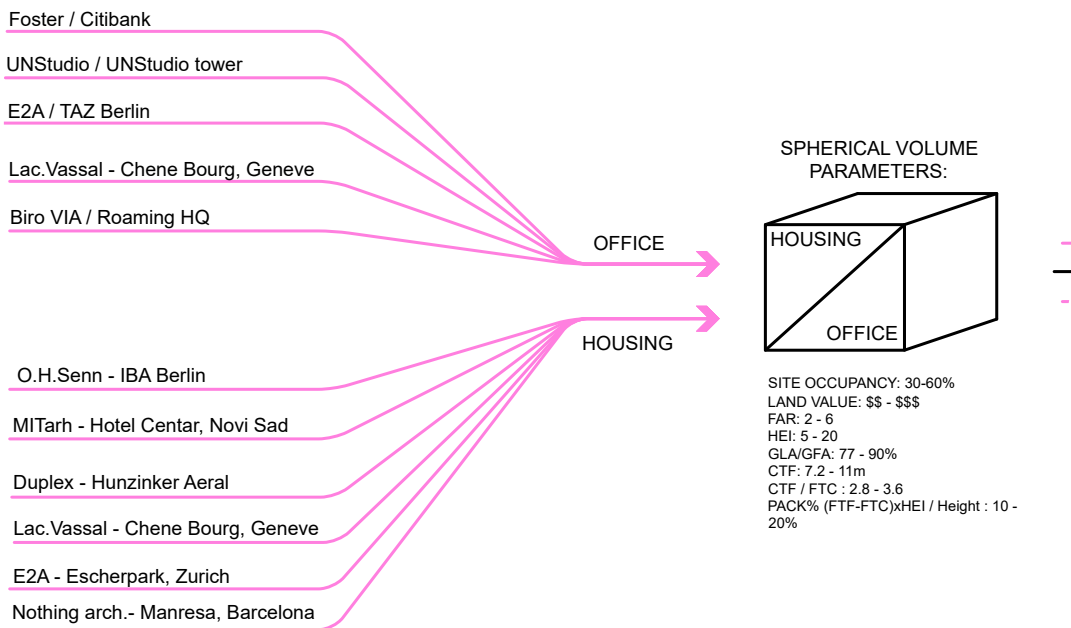 Foster / Citibank
UNStudio / UNStudio tower
E2A / TAZ Berlin
Lac.Vassal - Chene Bourg, Geneve
Biro VIA / Roaming HQ
OFFICE
HOUSING
O.H.Senn - IBA Berlin
MITarh - Hotel Centar, Novi Sad
Duplex - Hunzinker Aeral
Lac.Vassal - Chene Bourg, Geneve
E2A - Escherpark, Zurich
Nothing arch.- Manresa, Barcelona
SPHERICAL VOLUME
PARAMETERS:
HOUSING
OFFICE
SITE OCCUPANCY: 30-60%
LAND VALUE: $$ - $$$
FAR: 2 - 6
HEI: 5 - 20
GLA/GFA: 77 - 90%
CTF: 7.2 - 11m
CTF / FTC : 2.8 - 3.6
PACK% (FTF-FTC)xHEI / Height : 10 -
20%